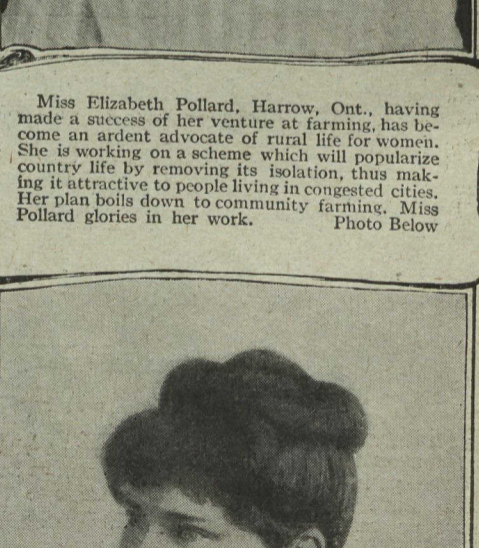 Miss Elizabeth Pollard, Harrow, Ont., having
made a success of her venture at farming, has be-
come an ardent advocate of rural life for women.
She is working on a scheme which will popularize
country life by removing its isolation, thus mak-
ing it attractive to people living in congested cities.
Her plan boils down to community farming. Miss
Pollard glories in her work. Photo Below